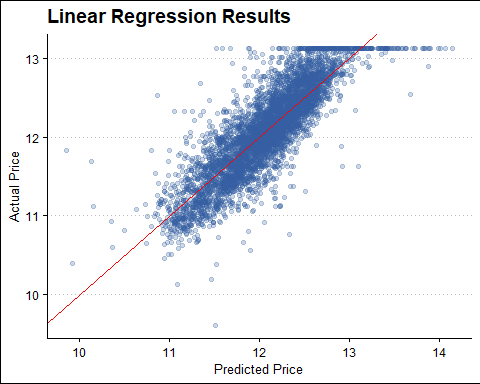 Linear Regression Results
13
12
11
10
Actual Price
10 11 12 13 14
Predicted Price